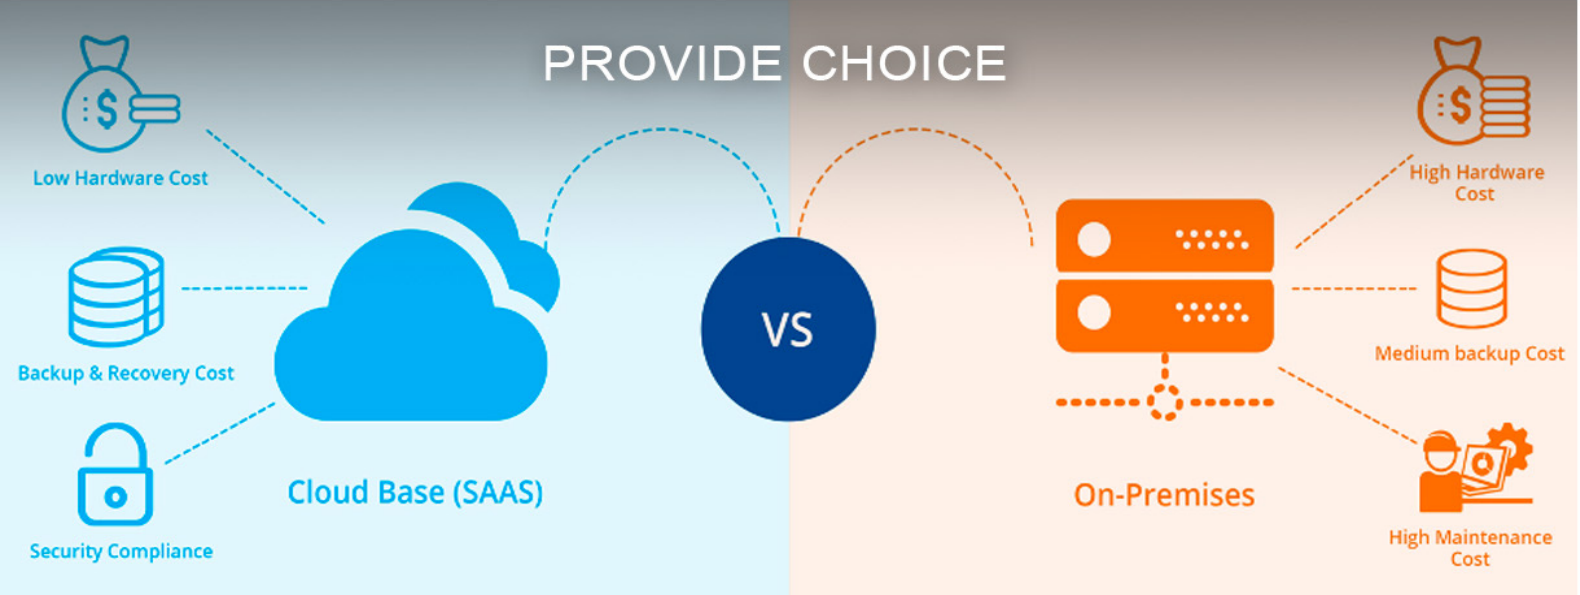 PROVIDE CHOICE
$
Low Hardware Cost
Backup & Recovery Cost
Security Compliance
Cloud Base (SAAS)
VS
On-Premises
$
High Hardware
Cost
Medium backup Cost
High Maintenance
Cost